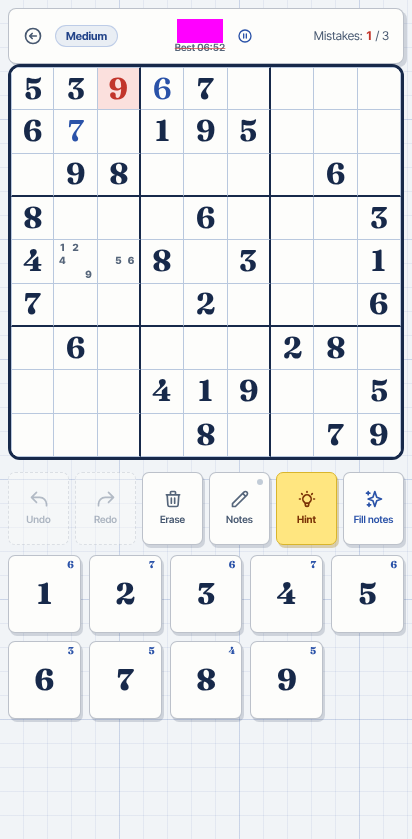 Medium
Best 06:52
Mistakes: 1 / 3
5 3 9 6 7
6 7 1 9 5
9 8 6
8 6 3
1 2
4 8 3 1
4 5 6
9
7 2 6
6 2 8
4 1 9 5
8 7 9
Undo Redo Erase Notes Hint Fill notes
6 7 6 7 6
1 2 3 4 5
3 5 4 5
6 7 8 9